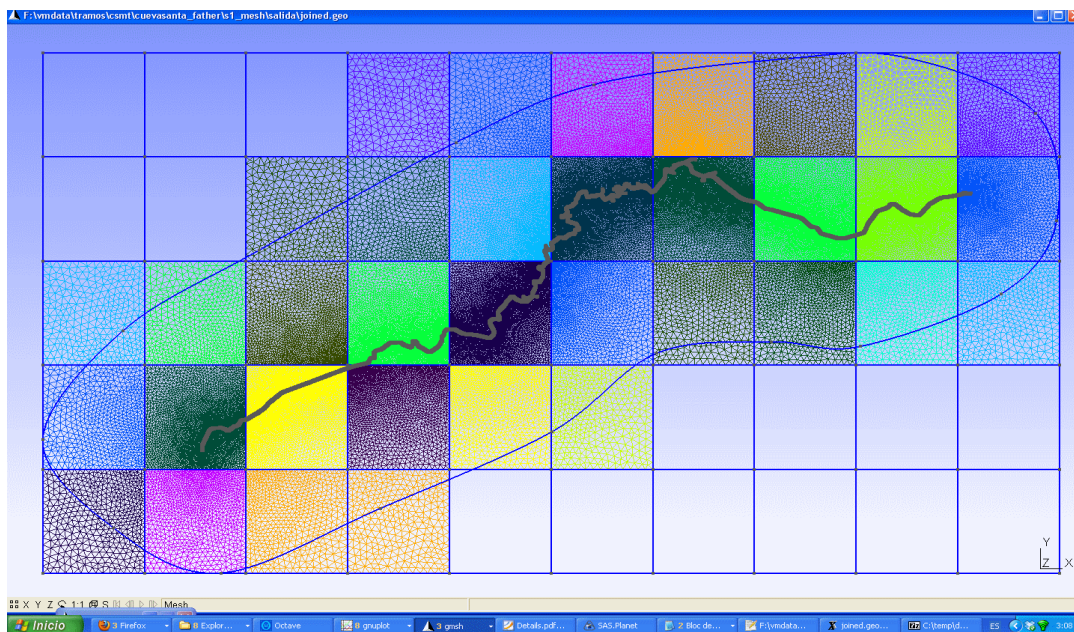 F:\vmdata\tramos\csmt\cuevasanta_father\s1_mesh\salida\joined.geo
Y
Z X
X Y Z 1:1 S Mesh
Inicio 3 Firefox 8 Explor... Octave 8 gnuplot 3 gmsh Details.pdf... SAS.Planet 2 Bloc de... F:\vmdata... joined.geo... C:\temp\d... ES 3:08